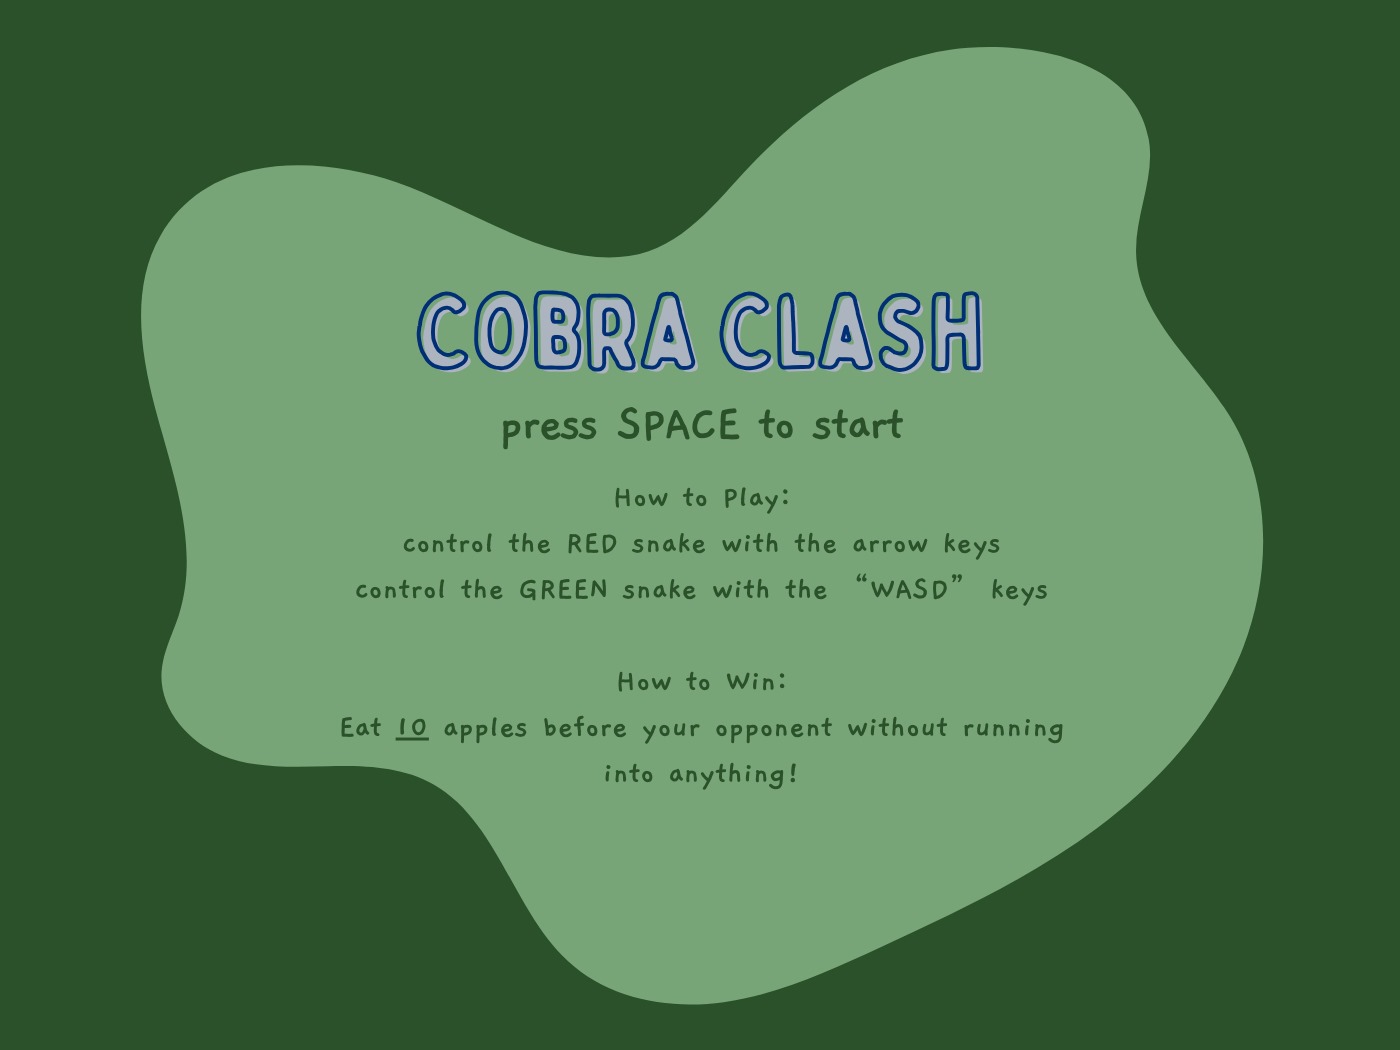 COBRA CLASH
press SPACE to start
How to Play:
control the RED snake with the arrow keys
control the GREEN snake with the “WASD” keys
How to Win:
Eat 10 apples before your opponent without running
into anything!